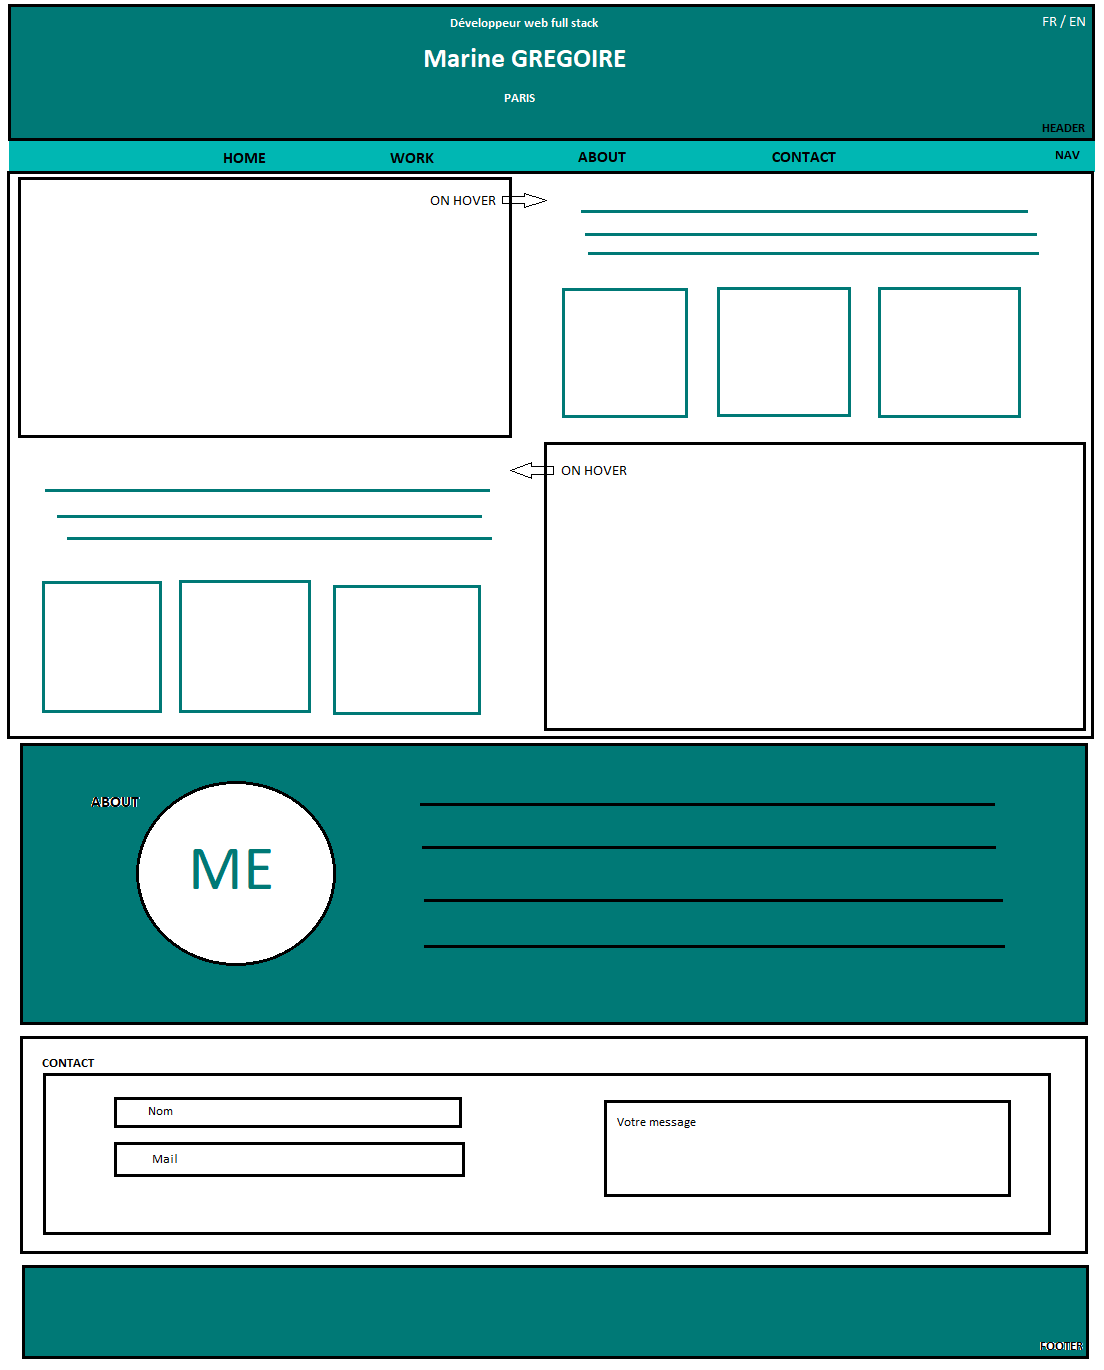 Développeur web full stack
FR / EN
Marine GREGOIRE
PARIS
HEADER
HOME WORK ABOUT CONTACT NAV
ON HOVER
ON HOVER
ABOUT
ME
CONTACT
Nom
Votre message
Mail
FOOTER